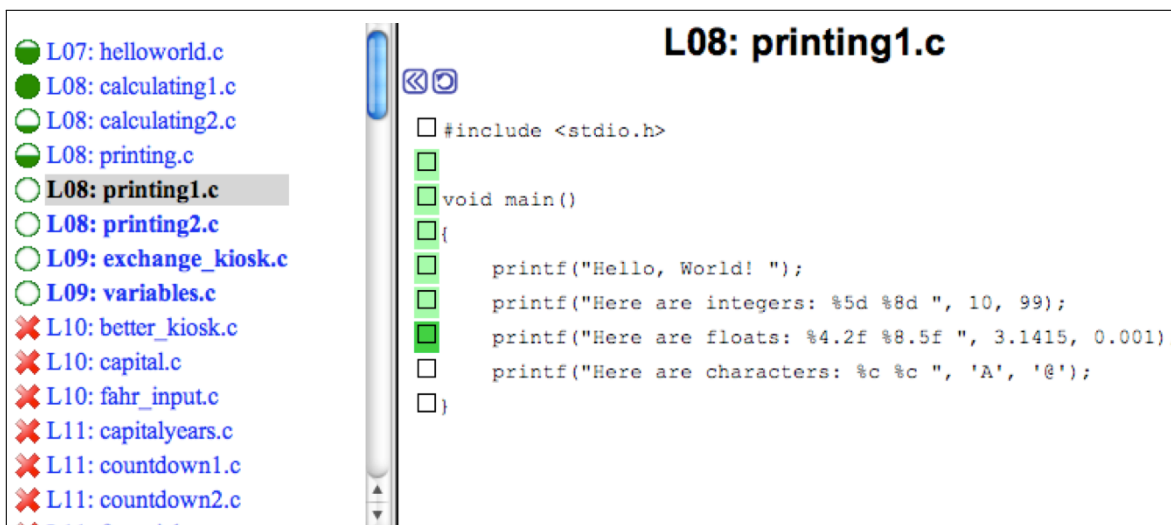 L07: helloworld.c
L08: calculating1.c
L08: calculating2.c
L08: printing.c
L08: printing1.c
L08: printing2.c
L09: exchange_kiosk.c
L09: variables.c
L10: better_kiosk.c
L10: capital.c
L10: fahr_input.c
L11: capitalyears.c
L11: countdown1.c
L11: countdown2.c
L08: printing1.c
#include <stdio.h>
void main()
{
printf("Hello, World! ");
printf("Here are integers: %5d %8d ", 10, 99);
printf("Here are floats: %4.2f %8.5f ", 3.1415, 0.001)
printf("Here are characters: %c %c ", 'A', '@');
}